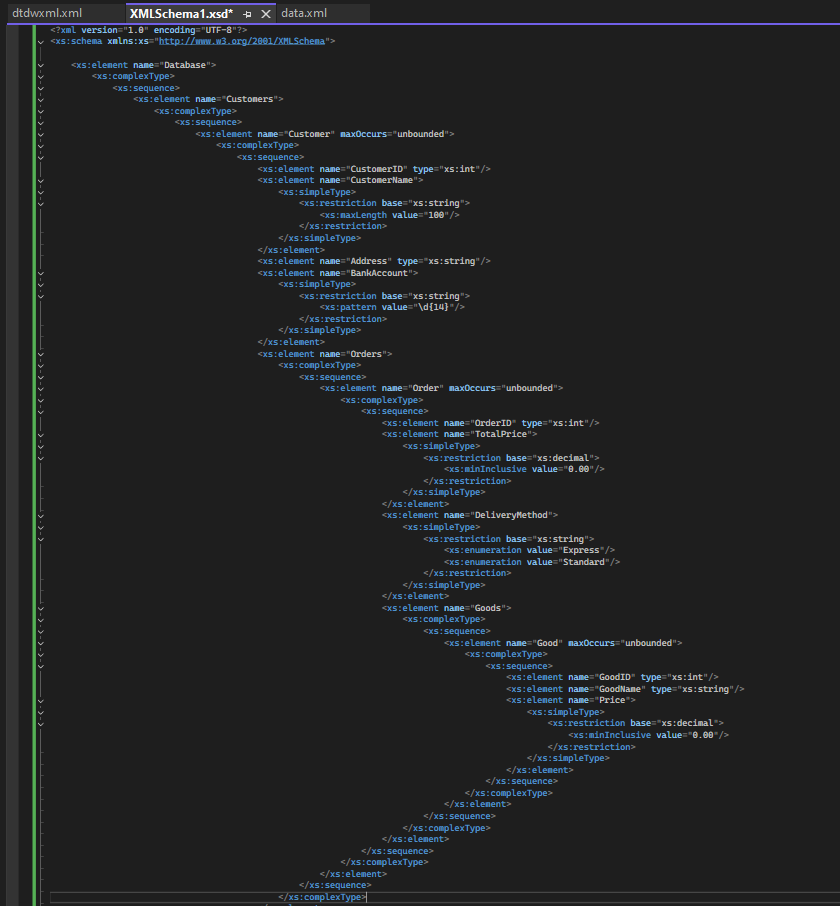 dtdwxml.xml XMLSchema1.xsd* data.xml
<?xml version="1.0" encoding="UTF-8"?>
<xs:schema xmlns:xs="http://www.w3.org/2001/XMLSchema">
<xs:element name="Database">
<xs:complexType>
<xs:sequence>
<xs:element name="Customers">
<xs:complexType>
<xs:sequence>
<xs:element name="Customer" maxOccurs="unbounded">
<xs:complexType>
<xs:sequence>
<xs:element name="CustomerID" type="xs:int"/>
<xs:element name="CustomerName">
<xs:simpleType>
<xs:restriction base="xs:string">
<xs:maxLength value="100"/>
</xs:restriction>
</xs:simpleType>
</xs:element>
<xs:element name="Address" type="xs:string"/>
<xs:element name="BankAccount">
<xs:simpleType>
<xs:restriction base="xs:string">
<xs:pattern value="\d{14}"/>
</xs:restriction>
</xs:simpleType>
</xs:element>
<xs:element name="Orders">
<xs:complexType>
<xs:sequence>
<xs:element name="Order" maxOccurs="unbounded">
<xs:complexType>
<xs:sequence>
<xs:element name="OrderID" type="xs:int"/>
<xs:element name="TotalPrice">
<xs:simpleType>
<xs:restriction base="xs:decimal">
<xs:minInclusive value="0.00"/>
</xs:restriction>
</xs:simpleType>
</xs:element>
<xs:element name="DeliveryMethod">
<xs:simpleType>
<xs:restriction base="xs:string">
<xs:enumeration value="Express"/>
<xs:enumeration value="Standard"/>
</xs:restriction>
</xs:simpleType>
</xs:element>
<xs:element name="Goods">
<xs:complexType>
<xs:sequence>
<xs:element name="Good" maxOccurs="unbounded">
<xs:complexType>
<xs:sequence>
<xs:element name="GoodID" type="xs:int"/>
<xs:element name="GoodName" type="xs:string"/>
<xs:element name="Price">
<xs:simpleType>
<xs:restriction base="xs:decimal">
<xs:minInclusive value="0.00"/>
</xs:restriction>
</xs:simpleType>
</xs:element>
</xs:sequence>
</xs:complexType>
</xs:element>
</xs:sequence>
</xs:complexType>
</xs:element>
</xs:sequence>
</xs:complexType>
</xs:element>
</xs:sequence>
</xs:complexType>